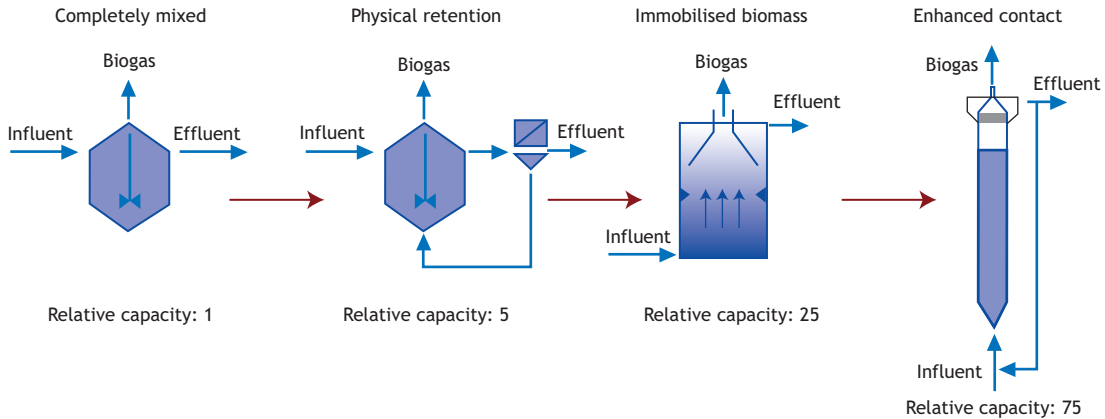 Completely mixed
Physical retention
Immobilised biomass
Enhanced contact
Biogas
Influent
Effluent
Relative capacity: 1
Biogas
Influent
Effluent
Relative capacity: 5
Biogas
Effluent
Influent
Relative capacity: 25
Biogas
Effluent
Influent
Relative capacity: 75